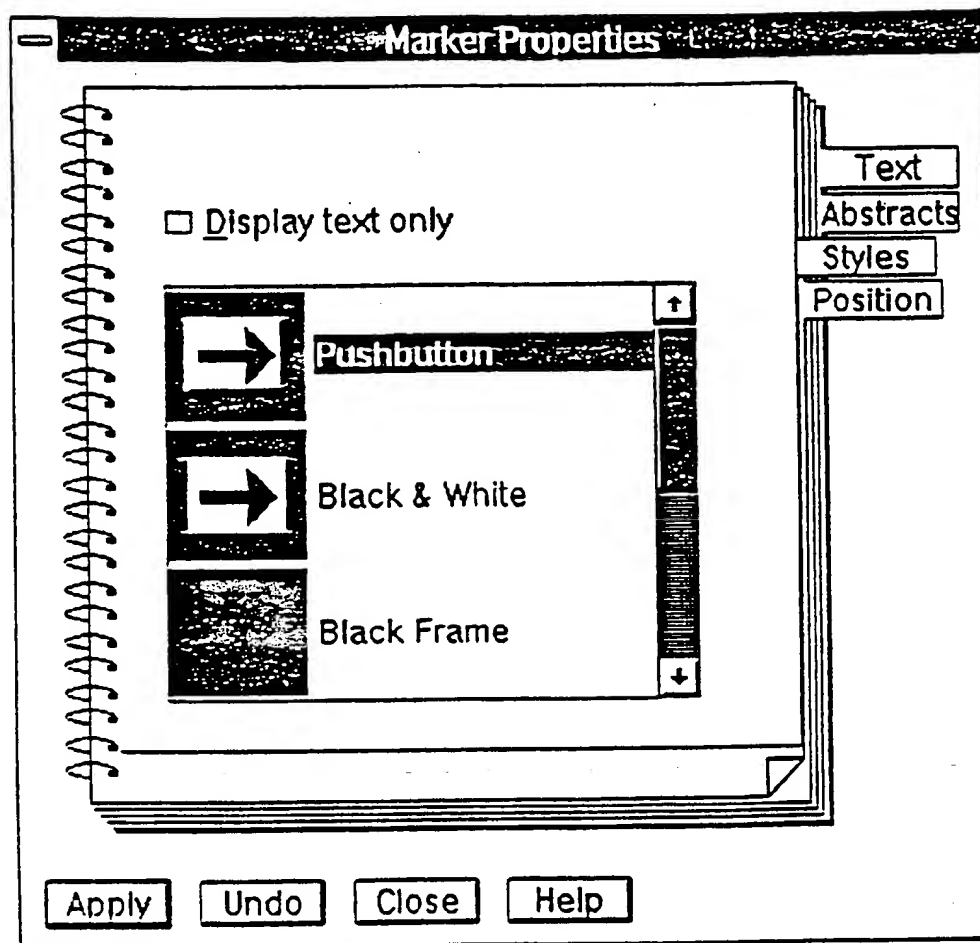 Marker Properties
Text
Abstracts
Styles
Position
Display text only
Pushbutton
Black & White
Black Frame
Apply
Undo
Close
Help